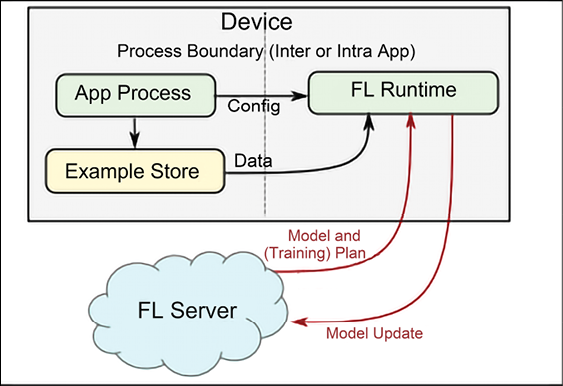 Device
Process Boundary (Inter or Intra App)
App Process
Config
FL Runtime
Example Store
Data
Model and
(Training) Plan
FL Server
Model Update